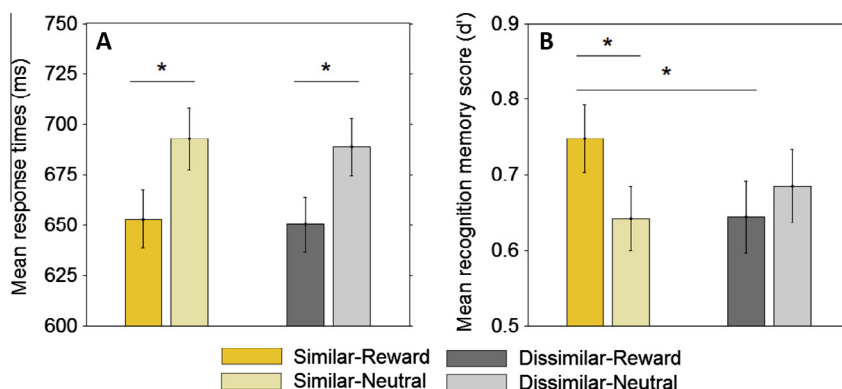 A
Mean response times (ms)
750
725
700
675
650
625
600
*
*
B
Mean recognition memory score (d')
0.9
0.8
0.7
0.6
0.5
*
*
Similar-Reward
Dissimilar-Reward
Similar-Neutral
Dissimilar-Neutral